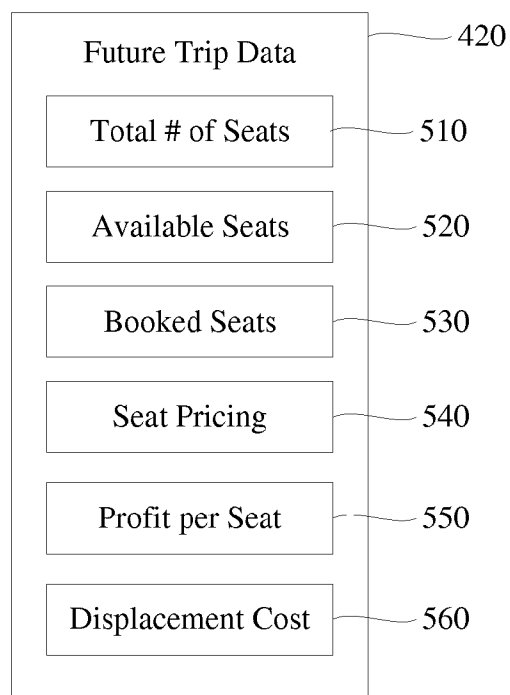 Future Trip Data
420
Total # of Seats
510
Available Seats
520
Booked Seats
530
Seat Pricing
540
Profit per Seat
550
Displacement Cost
560